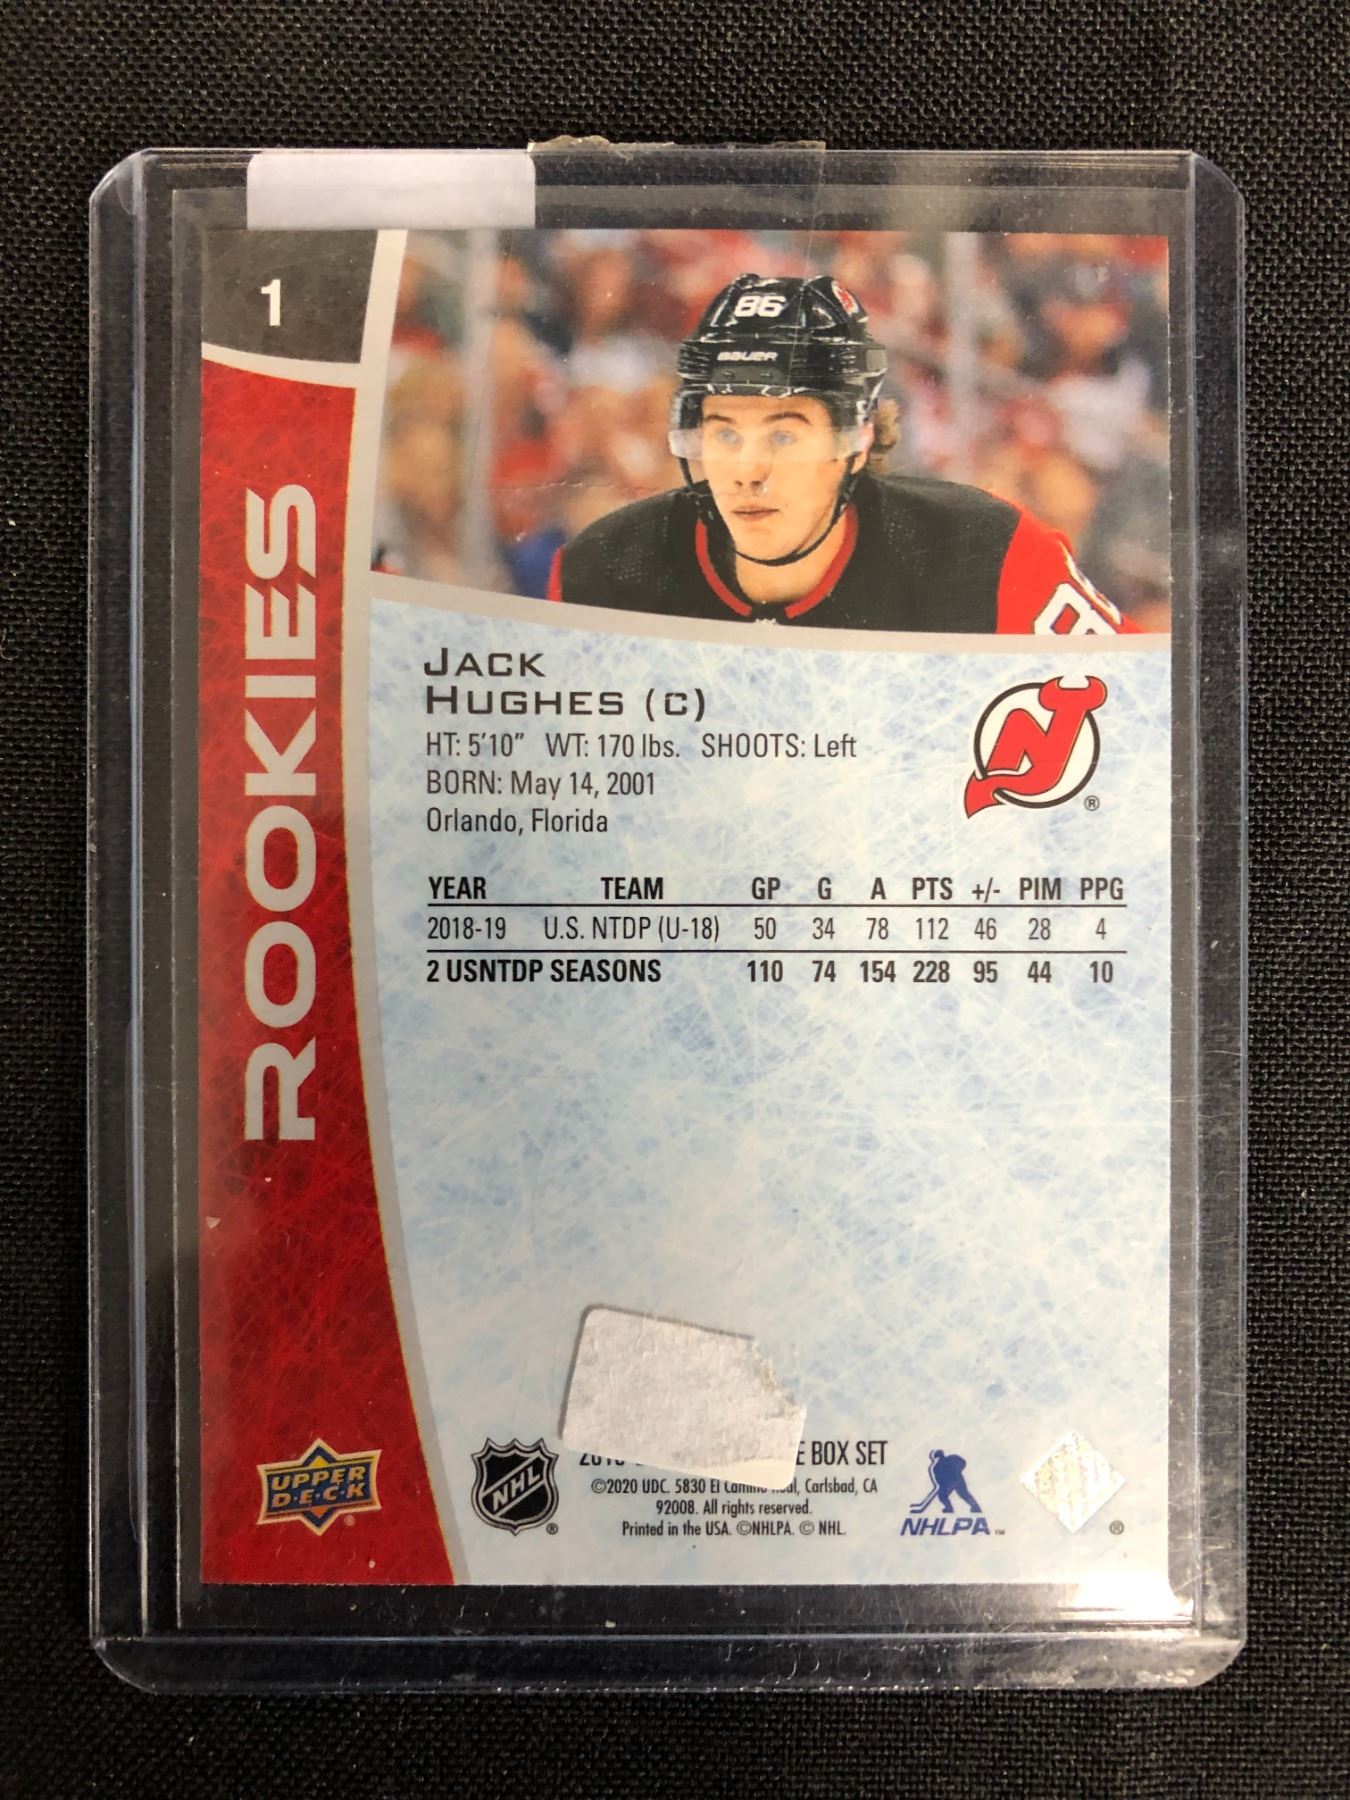 1
86
BAUER
ROOKIES
JACK
HUGHES (C)
HT: 5'10" WT: 170 lbs. SHOOTS: Left
BORN: May 14, 2001
Orlando, Florida
®
YEAR TEAM GP G A PTS +/- PIM PPG
2018-19 U.S. NTDP (U-18) 50 34 78 112 46 28 4
2 USNTDP SEASONS 110 74 154 228 95 44 10
BOX SET
©2020 UDC. 5830 El Camino Real, Carlsbad, CA
92008. All rights reserved.
Printed in the USA. ©NHLPA. © NHL.
UPPER
D•E•C•K
®
NHL
®
NHLPA™
®